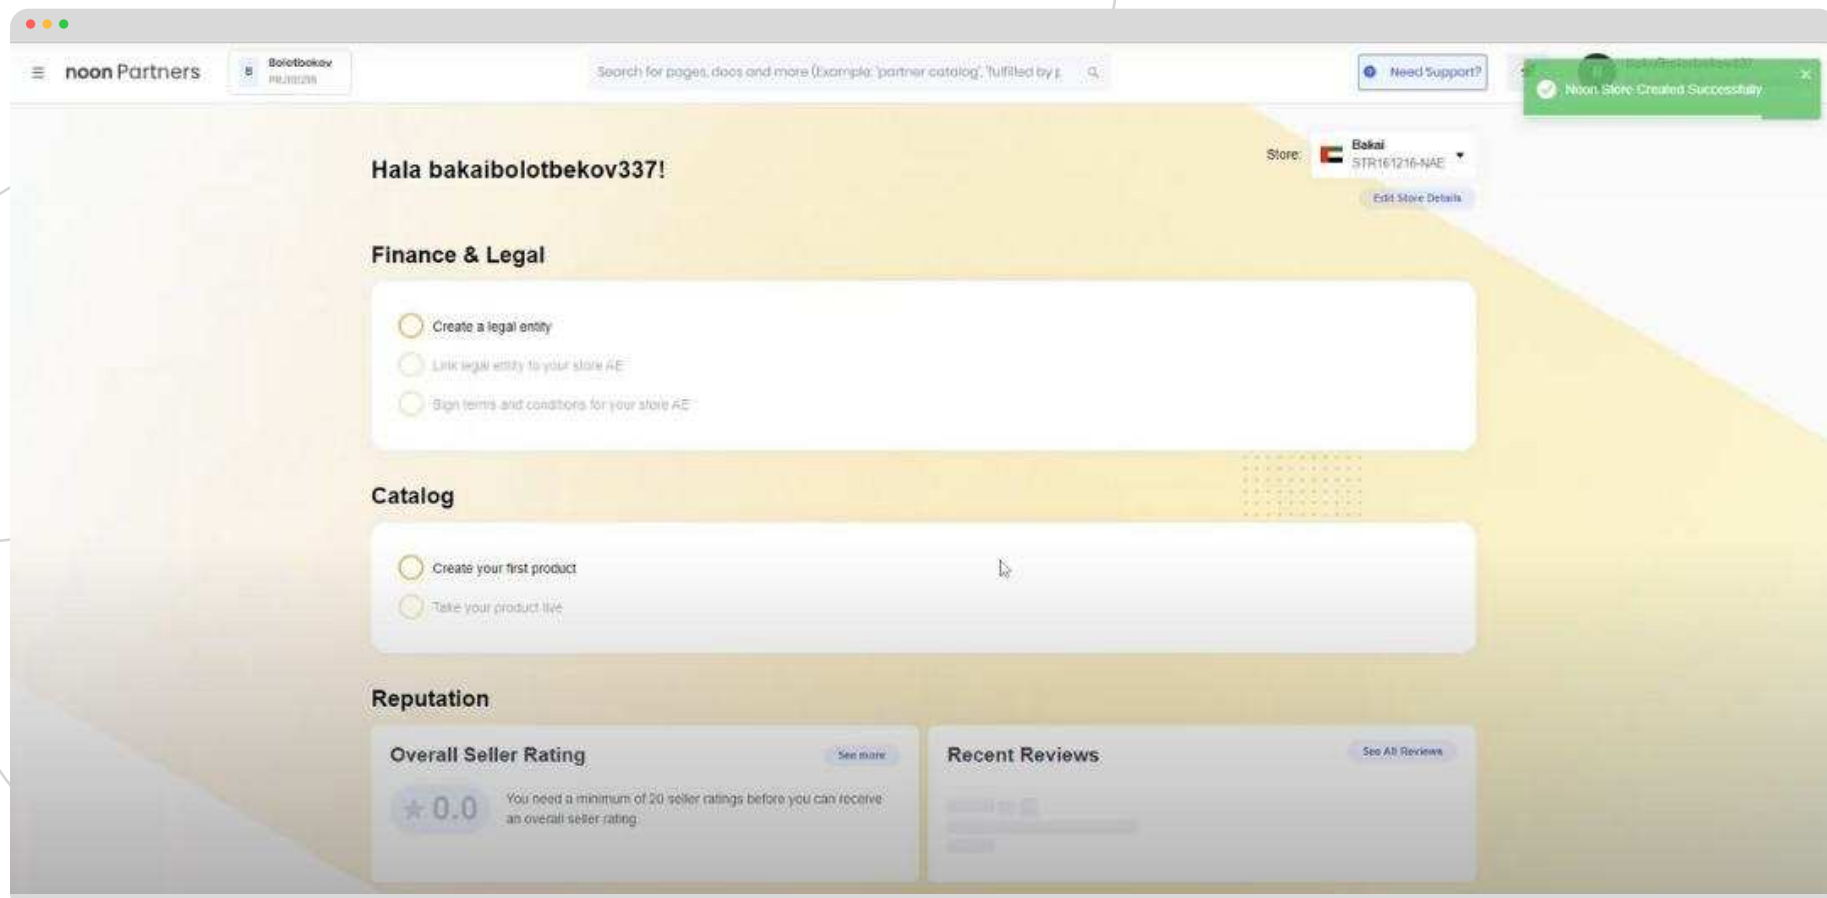 noon Partners
B
Bolotbekov
Search for pages, docs and more (Example: 'partner catalog', 'fulfilled by p
Need Support?
Noon Store Created Successfully
Hala bakaibolotbekov337!
Store:
Bakai
STR161216-NAE
Edit Store Details
Finance & Legal
Create a legal entity
Link legal entity to your store AE
Sign terms and conditions for your store AE
Catalog
Create your first product
Take your product live
Reputation
Overall Seller Rating
See more
0.0
You need a minimum of 20 seller ratings before you can receive
an overall seller rating
Recent Reviews
See All Reviews